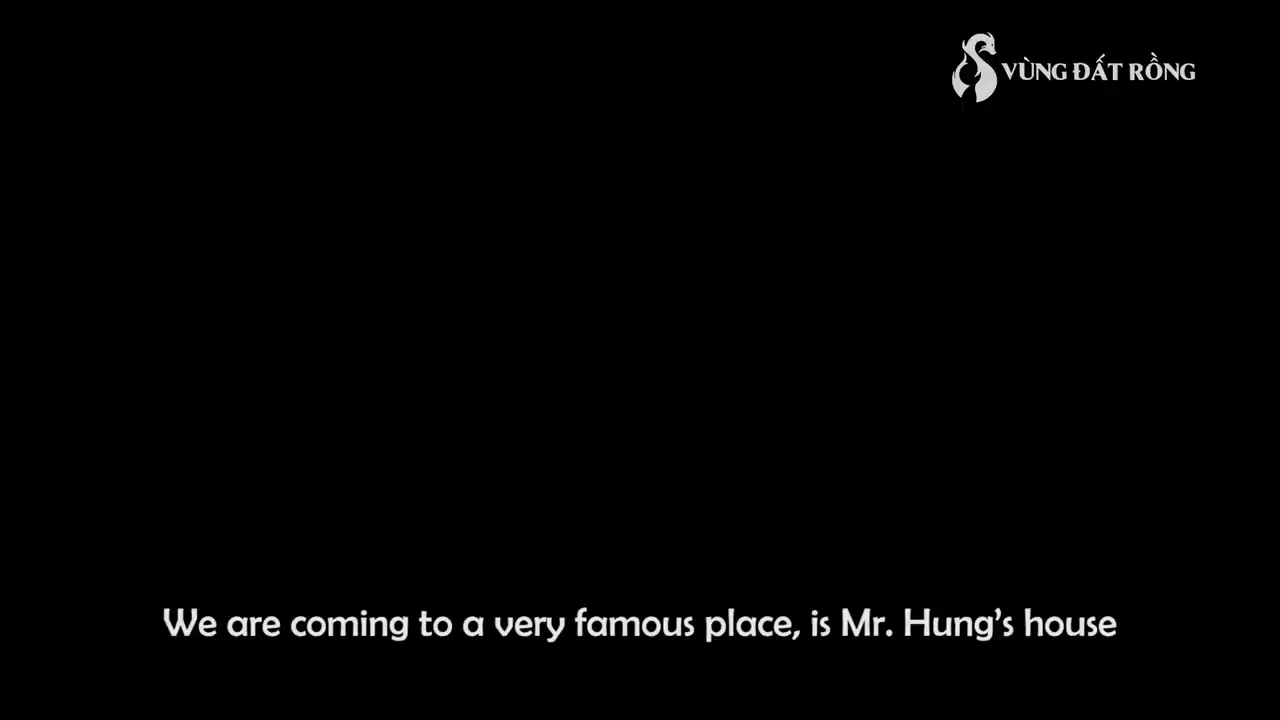 VÙNG ĐẤT RỒNG
We are coming to a very famous place, is Mr. Hung's house